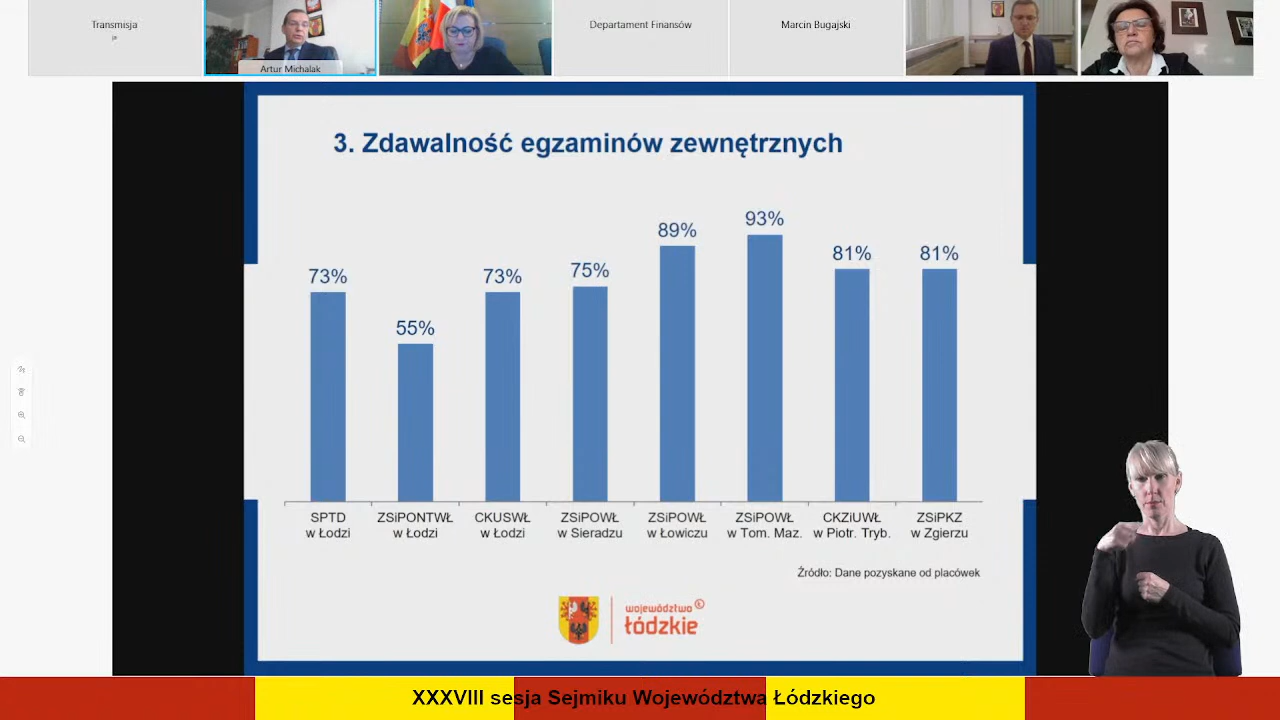 Transmisja
Artur Michalak
Departament Finansów
Marcin Bugajski
3. Zdawalność egzaminów zewnętrznych
73%
55%
73%
75%
89%
93%
81%
81%
SPTD
w Łodzi
ZSiPONTWŁ
w Łodzi
CKUSWŁ
w Łodzi
ZSiPOWŁ
w Sieradzu
ZSiPOWŁ
w Łowiczu
ZSiPOWŁ
w Tom. Maz.
CKZiUWŁ
w Piotr. Tryb.
ZSiPKZ
w Zgierzu
Źródło: Dane pozyskane od placówek
województwo
łódzkie
XXXVIII sesja Sejmiku Województwa Łódzkiego